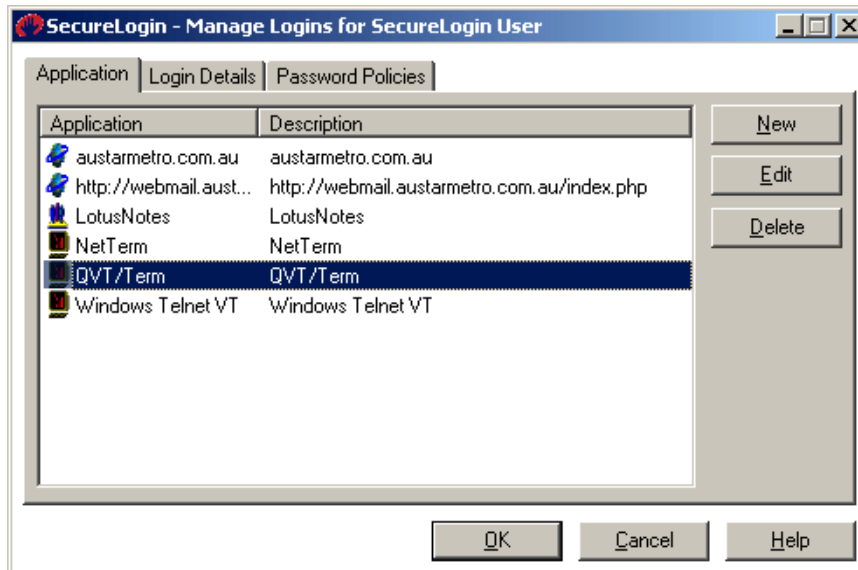 SecureLogin - Manage Logins for SecureLogin User
Application Login Details Password Policies
Application Description New
austarmetro.com.au austarmetro.com.au
http://webmail.aust... http://webmail.austarmetro.com.au/index.php Edit
LotusNotes LotusNotes Delete
NetTerm NetTerm
QVT/Term QVT/Term
Windows Telnet VT Windows Telnet VT
OK Cancel Help